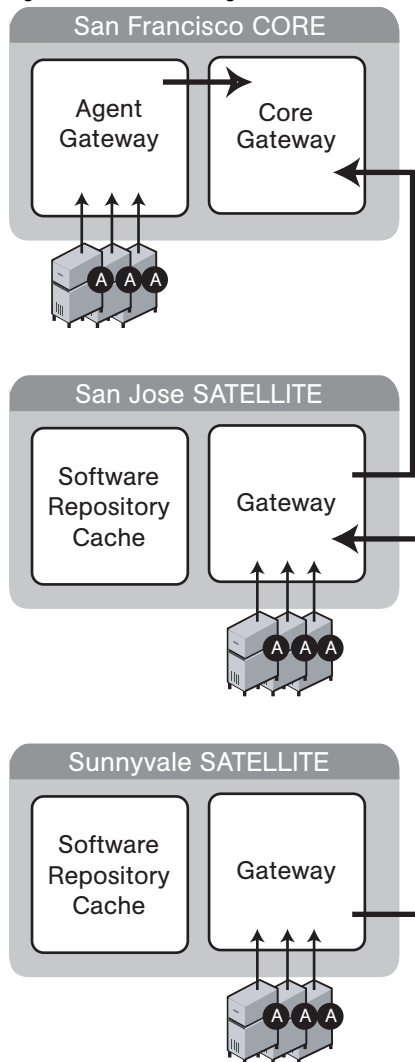 San Francisco CORE
Agent
Gateway
Core
Gateway
A A A
San Jose SATELLITE
Software
Repository
Cache
Gateway
A A A
Sunnyvale SATELLITE
Software
Repository
Cache
Gateway
A A A